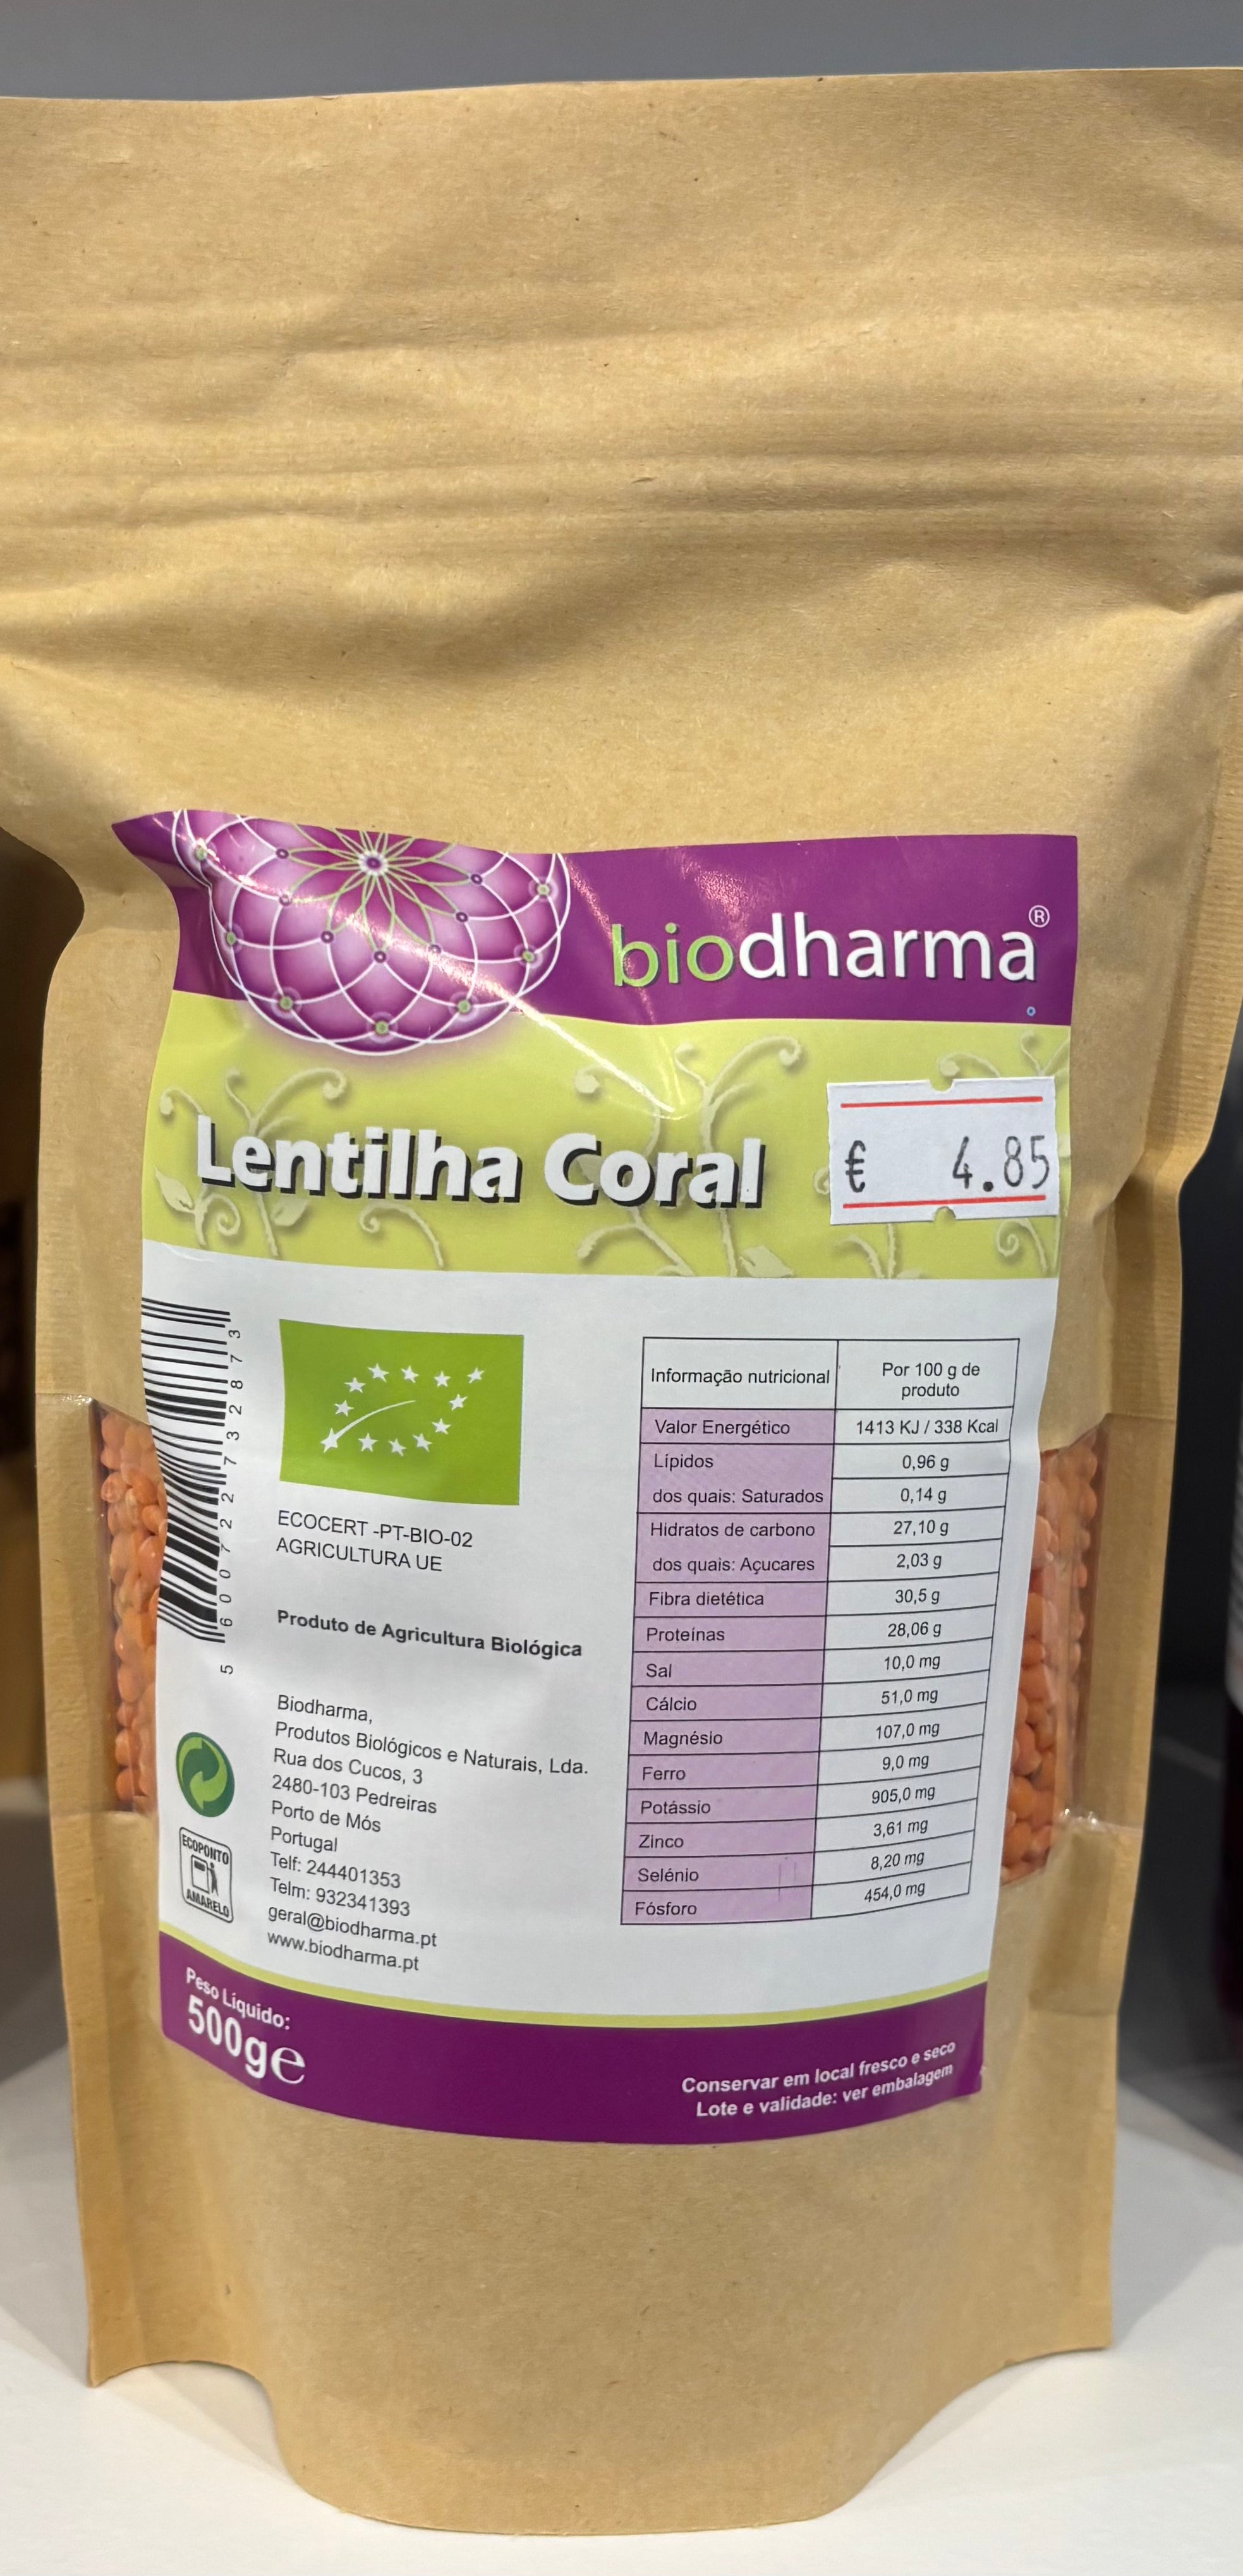 biodharma®
Lentilha Coral
€ 4.85
5 600722 732873
ECOCERT -PT-BIO-02
AGRICULTURA UE
Produto de Agricultura Biológica
Biodharma,
Produtos Biológicos e Naturais, Lda.
Rua dos Cucos, 3
2480-103 Pedreiras
Porto de Mós
Portugal
Telf: 244401353
Telm: 932341393
geral@biodharma.pt
www.biodharma.pt
ECOPONTO
AMARELO
Informação nutricional Por 100 g de
produto
Valor Energético 1413 KJ / 338 Kcal
Lípidos 0,96 g
dos quais: Saturados 0,14 g
Hidratos de carbono 27,10 g
dos quais: Açucares 2,03 g
Fibra dietética 30,5 g
Proteínas 28,06 g
Sal 10,0 mg
Cálcio 51,0 mg
Magnésio 107,0 mg
Ferro 9,0 mg
Potássio 905,0 mg
Zinco 3,61 mg
Selénio 8,20 mg
Fósforo 454,0 mg
Peso Líquido:
500g℮
Conservar em local fresco e seco
Lote e validade: ver embalagem